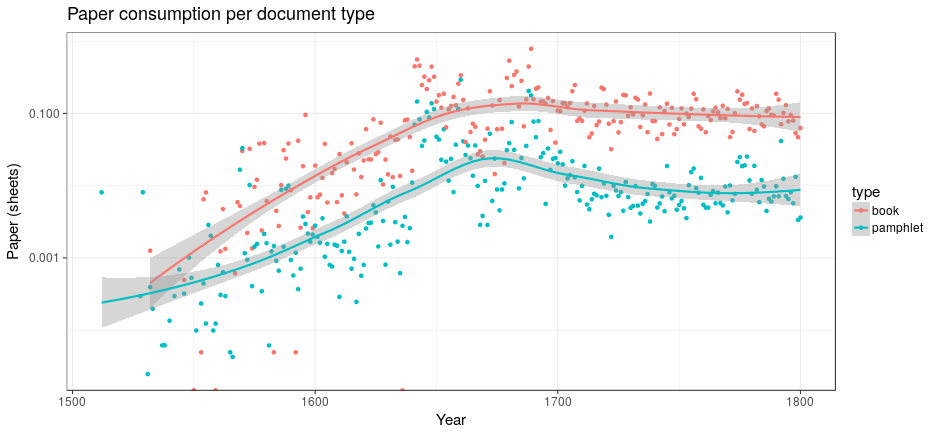 Paper consumption per document type
Paper (sheets)
0.100
0.001
1500
1600
1700
1800
Year
type
book
pamphlet